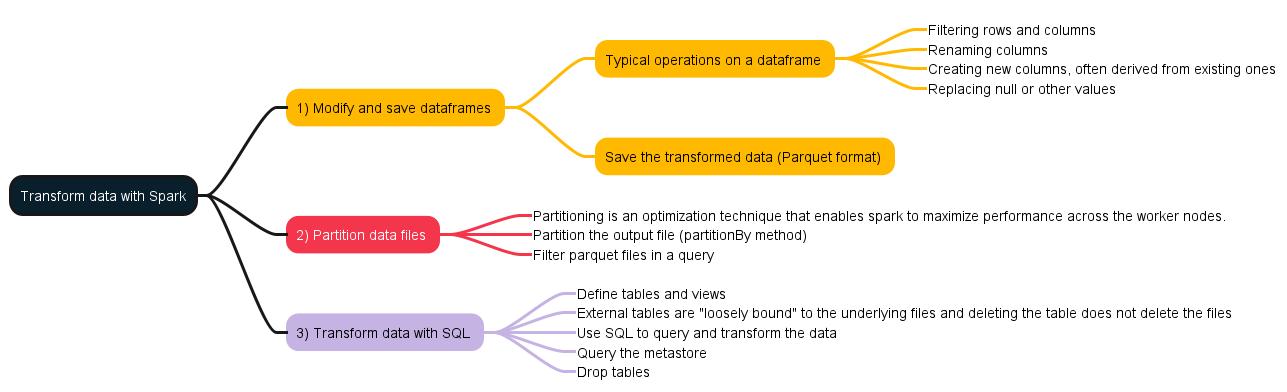 Transform data with Spark
1) Modify and save dataframes
Typical operations on a dataframe
Filtering rows and columns
Renaming columns
Creating new columns, often derived from existing ones
Replacing null or other values
Save the transformed data (Parquet format)
2) Partition data files
Partitioning is an optimization technique that enables spark to maximize performance across the worker nodes.
Partition the output file (partitionBy method)
Filter parquet files in a query
3) Transform data with SQL
Define tables and views
External tables are "loosely bound" to the underlying files and deleting the table does not delete the files
Use SQL to query and transform the data
Query the metastore
Drop tables